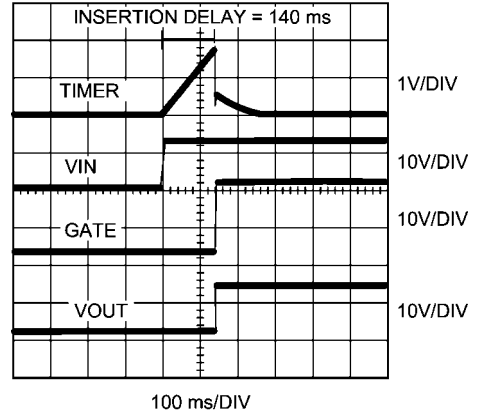 INSERTION DELAY = 140 ms
TIMER
1V/DIV
VIN
10V/DIV
10V/DIV
GATE
VOUT
10V/DIV
100 ms/DIV